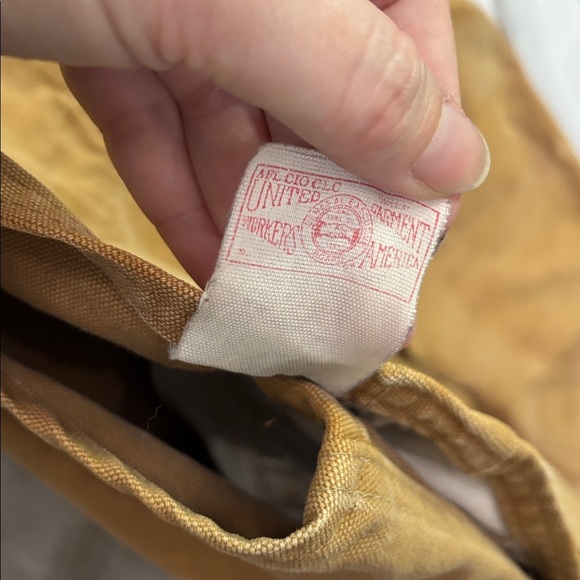 AFL CIO CLC
UNITED GARMENT
WORKERS AMERICA